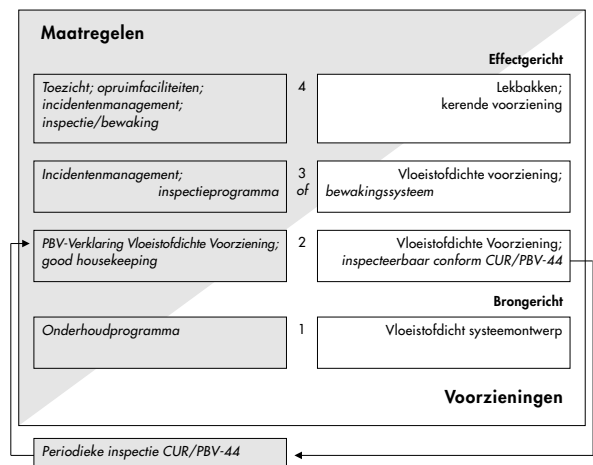 Maatregelen
Effectgericht
Toezicht; opruimfaciliteiten;
incidentenmanagement;
inspectie/bewaking
4
Lekbakken;
kerende voorziening
Incidentenmanagement;
inspectieprogramma
3
of
Vloeistofdichte voorziening;
bewakingssysteem
PBV-Verklaring Vloeistofdichte Voorziening;
good housekeeping
2
Vloeistofdichte Voorziening;
inspecteerbaar conform CUR/PBV-44
Brongericht
Onderhoudprogramma
1
Vloeistofdicht systeemontwerp
Voorzieningen
Periodieke inspectie CUR/PBV-44